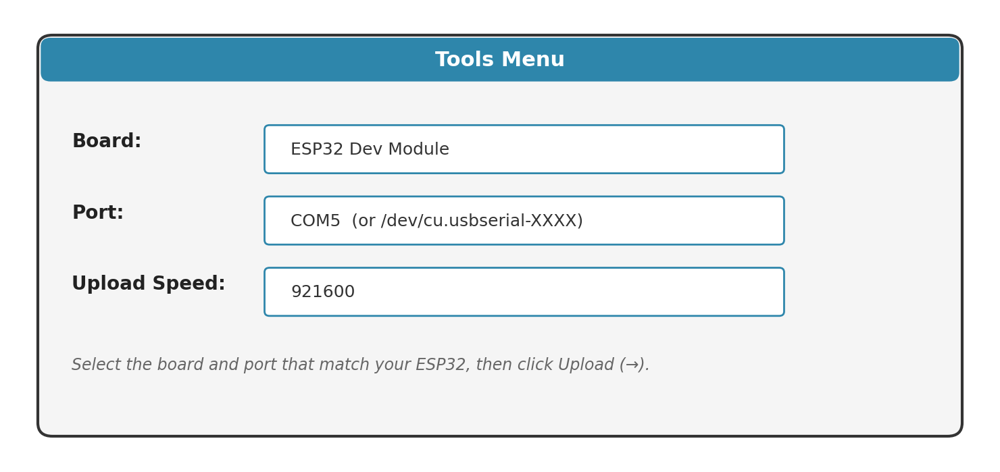 Tools Menu
Board:
ESP32 Dev Module
Port:
COM5  (or /dev/cu.usbserial-XXXX)
Upload Speed:
921600
Select the board and port that match your ESP32, then click Upload (→).